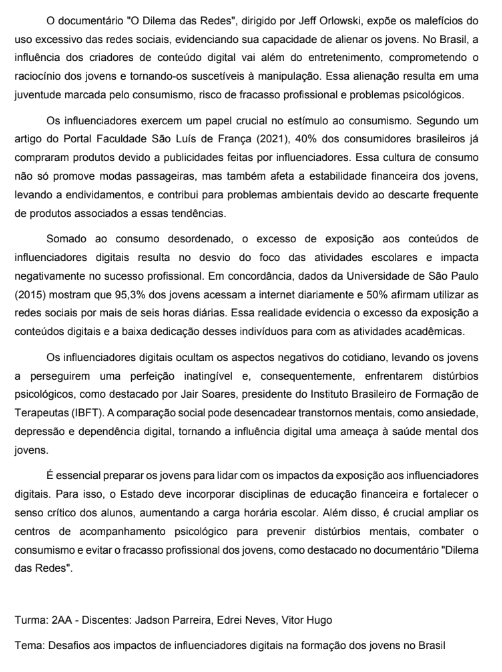 O documentário "O Dilema das Redes", dirigido por Jeff Orlowski, expõe os malefícios do
uso excessivo das redes sociais, evidenciando sua capacidade de alienar os jovens. No Brasil, a
influência dos criadores de conteúdo digital vai além do entretenimento, comprometendo o
raciocínio dos jovens e tornando-os suscetíveis à manipulação. Essa alienação resulta em uma
juventude marcada pelo consumismo, risco de fracasso profissional e problemas psicológicos.
Os influenciadores exercem um papel crucial no estímulo ao consumismo. Segundo um
artigo do Portal Faculdade São Luís de França (2021), 40% dos consumidores brasileiros já
compraram produtos devido a publicidades feitas por influenciadores. Essa cultura de consumo
não só promove modas passageiras, mas também afeta a estabilidade financeira dos jovens,
levando a endividamentos, e contribui para problemas ambientais devido ao descarte frequente
de produtos associados a essas tendências.
Somado ao consumo desordenado, o excesso de exposição aos conteúdos de
influenciadores digitais resulta no desvio do foco das atividades escolares e impacta
negativamente no sucesso profissional. Em concordância, dados da Universidade de São Paulo
(2015) mostram que 95,3% dos jovens acessam a internet diariamente e 50% afirmam utilizar as
redes sociais por mais de seis horas diárias. Essa realidade evidencia o excesso da exposição a
conteúdos digitais e a baixa dedicação desses indivíduos para com as atividades acadêmicas.
Os influenciadores digitais ocultam os aspectos negativos do cotidiano, levando os jovens
a perseguirem uma perfeição inatingível e, consequentemente, enfrentarem distúrbios
psicológicos, como destacado por Jair Soares, presidente do Instituto Brasileiro de Formação de
Terapeutas (IBFT). A comparação social pode desencadear transtornos mentais, como ansiedade,
depressão e dependência digital, tornando a influência digital uma ameaça à saúde mental dos
jovens.
É essencial preparar os jovens para lidar com os impactos da exposição aos influenciadores
digitais. Para isso, o Estado deve incorporar disciplinas de educação financeira e fortalecer o
senso crítico dos alunos, aumentando a carga horária escolar. Além disso, é crucial ampliar os
centros de acompanhamento psicológico para prevenir distúrbios mentais, combater o
consumismo e evitar o fracasso profissional dos jovens, como destacado no documentário "Dilema
das Redes".
Turma: 2AA - Discentes: Jadson Parreira, Edrei Neves, Vitor Hugo
Tema: Desafios aos impactos de influenciadores digitais na formação dos jovens no Brasil